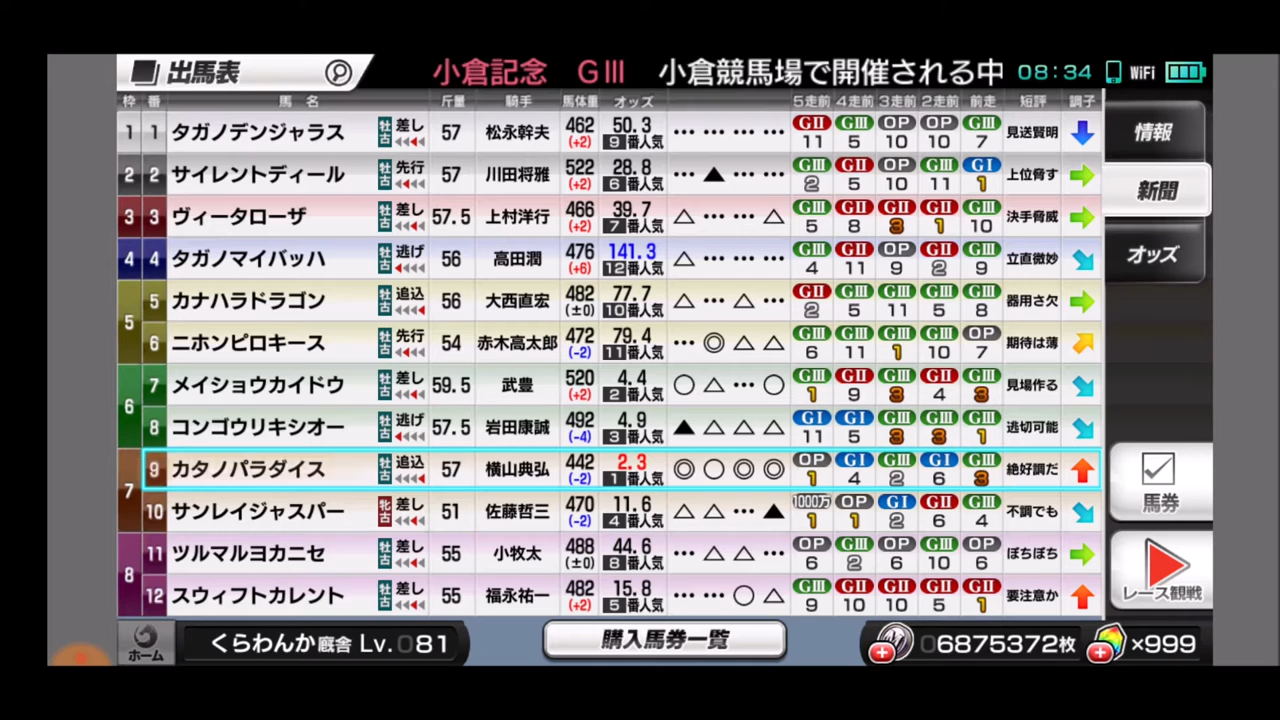 出馬表 小倉記念 GⅢ 小倉競馬場で開催される中 08:34 WiFi
枠 番 馬名 斤量 騎手 馬体重 オッズ 5走前 4走前 3走前 2走前 前走 短評 調子
1 1 タガノデンジャラス 牡古 差し 57 松永幹夫 462 (+2) 50.3 9番人気 … … … … GⅡ 11 GⅢ 5 OP 10 OP 10 GⅢ 7 見送賢明
2 2 サイレントディール 牡古 先行 57 川田将雅 522 (+2) 28.8 6番人気 … ▲ … … GⅢ 2 GⅡ 5 OP 10 GⅢ 11 GⅠ 1 上位脅す
3 3 ヴィータローザ 牡古 差し 57.5 上村洋行 466 (+2) 39.7 7番人気 △ … … △ GⅢ 5 GⅡ 8 GⅡ 3 GⅡ 1 GⅢ 10 決手脅威
4 4 タガノマイバッハ 牡古 逃げ 56 高田潤 476 (+6) 141.3 12番人気 △ … … … GⅢ 4 GⅡ 11 OP 9 GⅡ 2 GⅢ 9 立直微妙
5 5 カナハラドラゴン 牡古 追込 56 大西直宏 482 (±0) 77.7 10番人気 △ … △ … GⅡ 2 GⅢ 5 GⅢ 11 GⅢ 5 GⅢ 8 器用さ欠
6 ニホンピロキース 牡古 先行 54 赤木高太郎 472 (-2) 79.4 11番人気 … ◎ △ △ GⅢ 6 GⅢ 11 GⅢ 1 GⅢ 10 OP 7 期待は薄
6 7 メイショウカイドウ 牡古 差し 59.5 武豊 520 (+2) 4.4 2番人気 ○ △ … ○ GⅢ 1 GⅡ 9 GⅢ 3 GⅡ 4 GⅢ 3 見場作る
8 コンゴウリキシオー 牡古 逃げ 57.5 岩田康誠 492 (-4) 4.9 3番人気 ▲ △ △ △ GⅠ 11 GⅠ 5 GⅢ 3 GⅢ 3 GⅢ 1 逃切可能
7 9 カタノパラダイス 牡古 追込 57 横山典弘 442 (-2) 2.3 1番人気 ◎ ○ ◎ ◎ OP 1 GⅠ 4 GⅢ 2 GⅠ 6 GⅢ 3 絶好調だ
10 サンレイジャスパー 牝古 差し 51 佐藤哲三 470 (-2) 11.6 4番人気 △ △ … ▲ 1000万 1 OP 1 GⅠ 2 GⅡ 6 GⅢ 4 不調でも
8 11 ツルマルヨカニセ 牡古 差し 55 小牧太 488 (±0) 44.6 8番人気 … △ △ … OP 6 GⅢ 2 OP 6 GⅢ 10 OP 6 ぼちぼち
12 スウィフトカレント 牡古 差し 55 福永祐一 482 (+2) 15.8 5番人気 … … ○ △ GⅢ 9 GⅡ 10 GⅡ 10 GⅡ 5 GⅡ 1 要注意か
情報
新聞
オッズ
馬券
レース観戦
ホーム くらわんか厩舎 Lv.081 購入馬券一覧 06875372枚 ×999